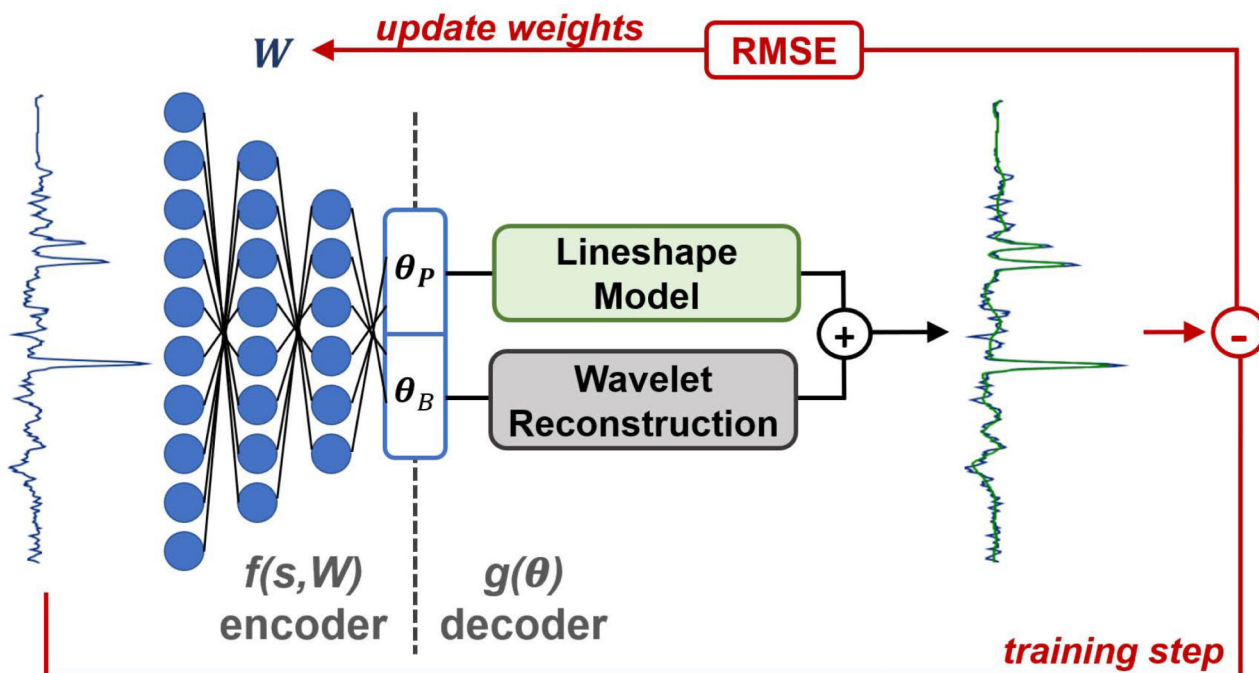 W
update weights
RMSE
θP
θB
Lineshape
Model
Wavelet
Reconstruction
+
-
f(s,W)
encoder
g(θ)
decoder
training step